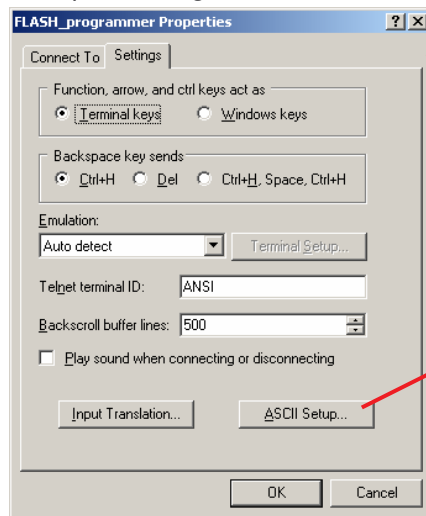 FLASH_programmer Properties
Connect To Settings
Function, arrow, and ctrl keys act as
Terminal keys Windows keys
Backspace key sends
Ctrl+H Del Ctrl+H, Space, Ctrl+H
Emulation:
Auto detect Terminal Setup...
Telnet terminal ID: ANSI
Backscroll buffer lines: 500
Play sound when connecting or disconnecting
Input Translation... ASCII Setup...
OK Cancel